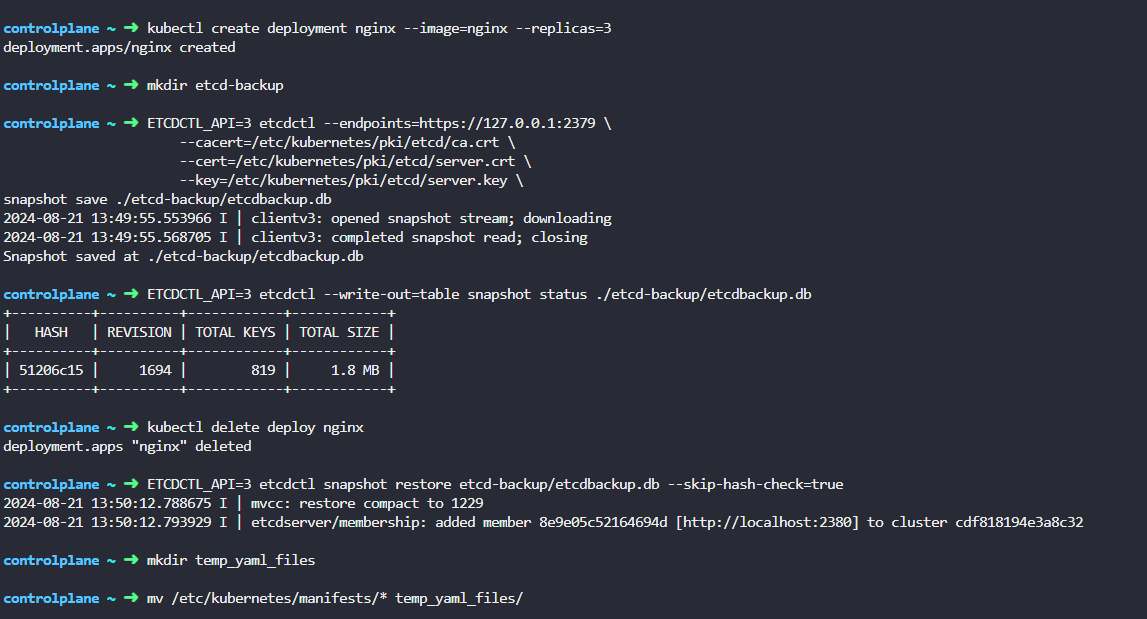 controlplane ~ ➜ kubectl create deployment nginx --image=nginx --replicas=3
deployment.apps/nginx created
controlplane ~ ➜ mkdir etcd-backup
controlplane ~ ➜ ETCDCTL_API=3 etcdctl --endpoints=https://127.0.0.1:2379 \
--cacert=/etc/kubernetes/pki/etcd/ca.crt \
--cert=/etc/kubernetes/pki/etcd/server.crt \
--key=/etc/kubernetes/pki/etcd/server.key \
snapshot save ./etcd-backup/etcdbackup.db
2024-08-21 13:49:55.553966 I | clientv3: opened snapshot stream; downloading
2024-08-21 13:49:55.568705 I | clientv3: completed snapshot read; closing
Snapshot saved at ./etcd-backup/etcdbackup.db
controlplane ~ ➜ ETCDCTL_API=3 etcdctl --write-out=table snapshot status ./etcd-backup/etcdbackup.db
+----------+----------+------------+------------+
| HASH | REVISION | TOTAL KEYS | TOTAL SIZE |
+----------+----------+------------+------------+
| 51206c15 | 1694 | 819 | 1.8 MB |
+----------+----------+------------+------------+
controlplane ~ ➜ kubectl delete deploy nginx
deployment.apps "nginx" deleted
controlplane ~ ➜ ETCDCTL_API=3 etcdctl snapshot restore etcd-backup/etcdbackup.db --skip-hash-check=true
2024-08-21 13:50:12.788675 I | mvcc: restore compact to 1229
2024-08-21 13:50:12.793929 I | etcdserver/membership: added member 8e9e05c52164694d [http://localhost:2380] to cluster cdf818194e3a8c32
controlplane ~ ➜ mkdir temp_yaml_files
controlplane ~ ➜ mv /etc/kubernetes/manifests/* temp_yaml_files/